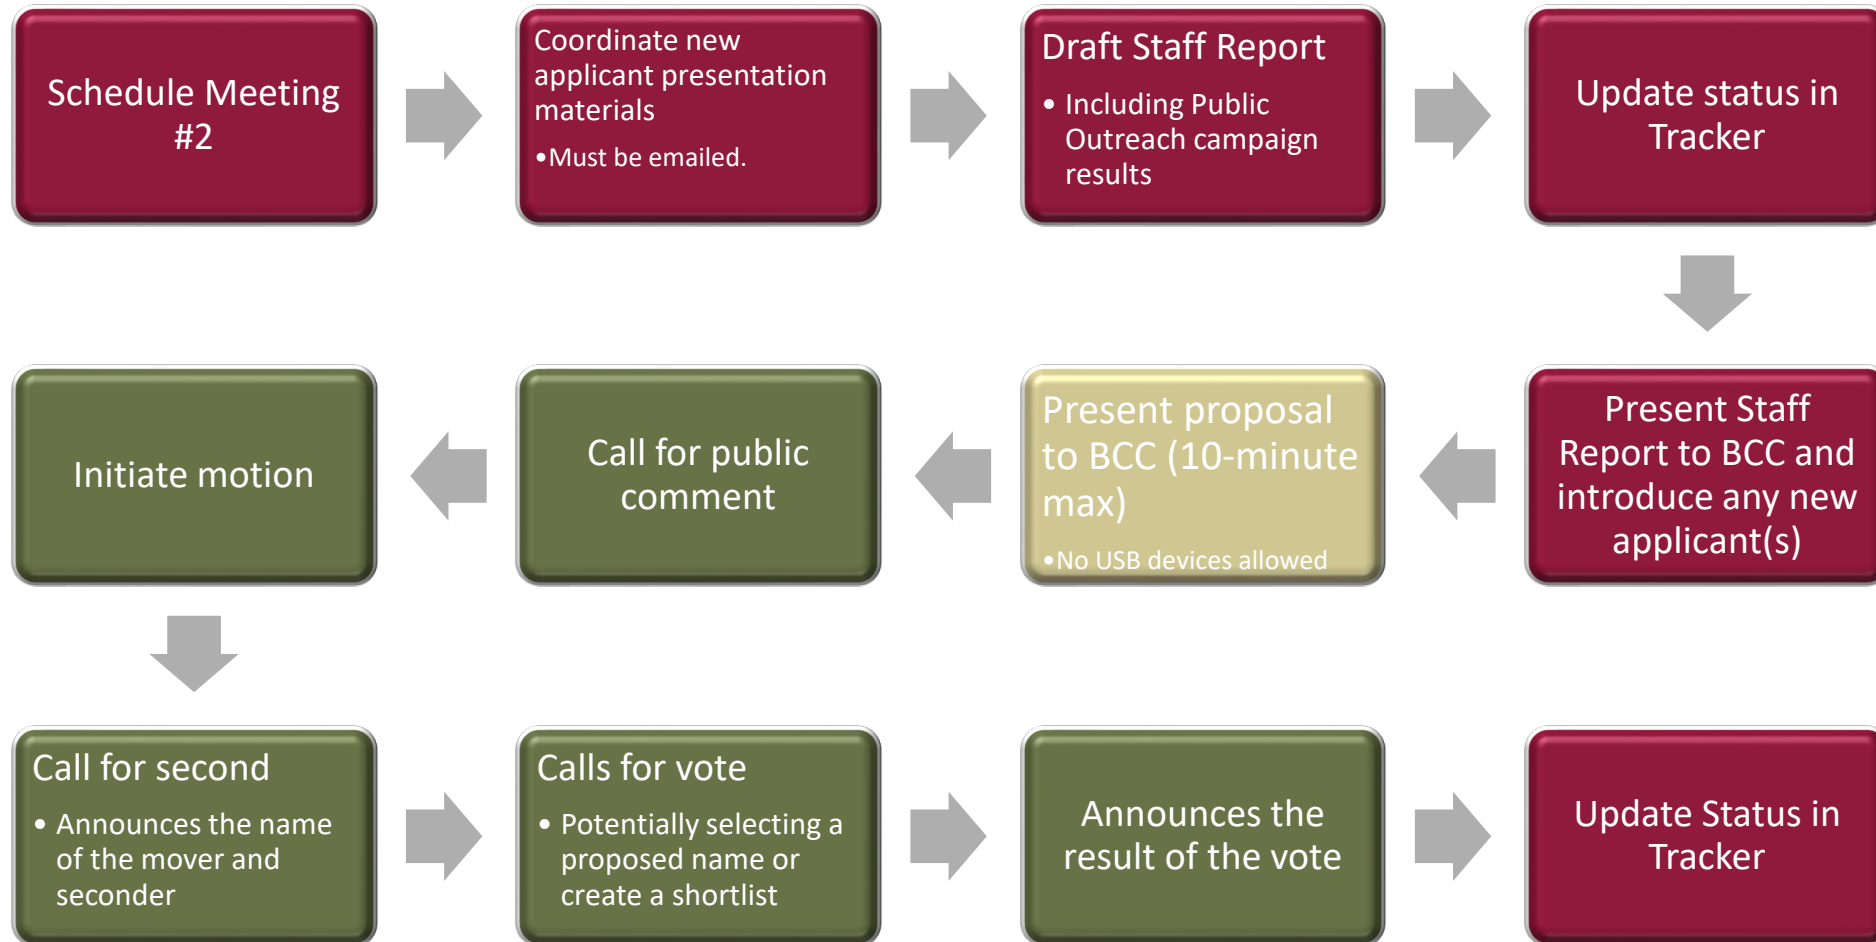 Schedule Meeting
#2
Coordinate new
applicant presentation
materials
•Must be emailed.
Draft Staff Report
• Including Public
Outreach campaign
results
Update status in
Tracker
Present Staff
Report to BCC and
introduce any new
applicant(s)
Present proposal
to BCC (10-minute
max)
•No USB devices allowed
Call for public
comment
Initiate motion
Call for second
• Announces the name
of the mover and
seconder
Calls for vote
• Potentially selecting a
proposed name or
create a shortlist
Announces the
result of the vote
Update Status in
Tracker